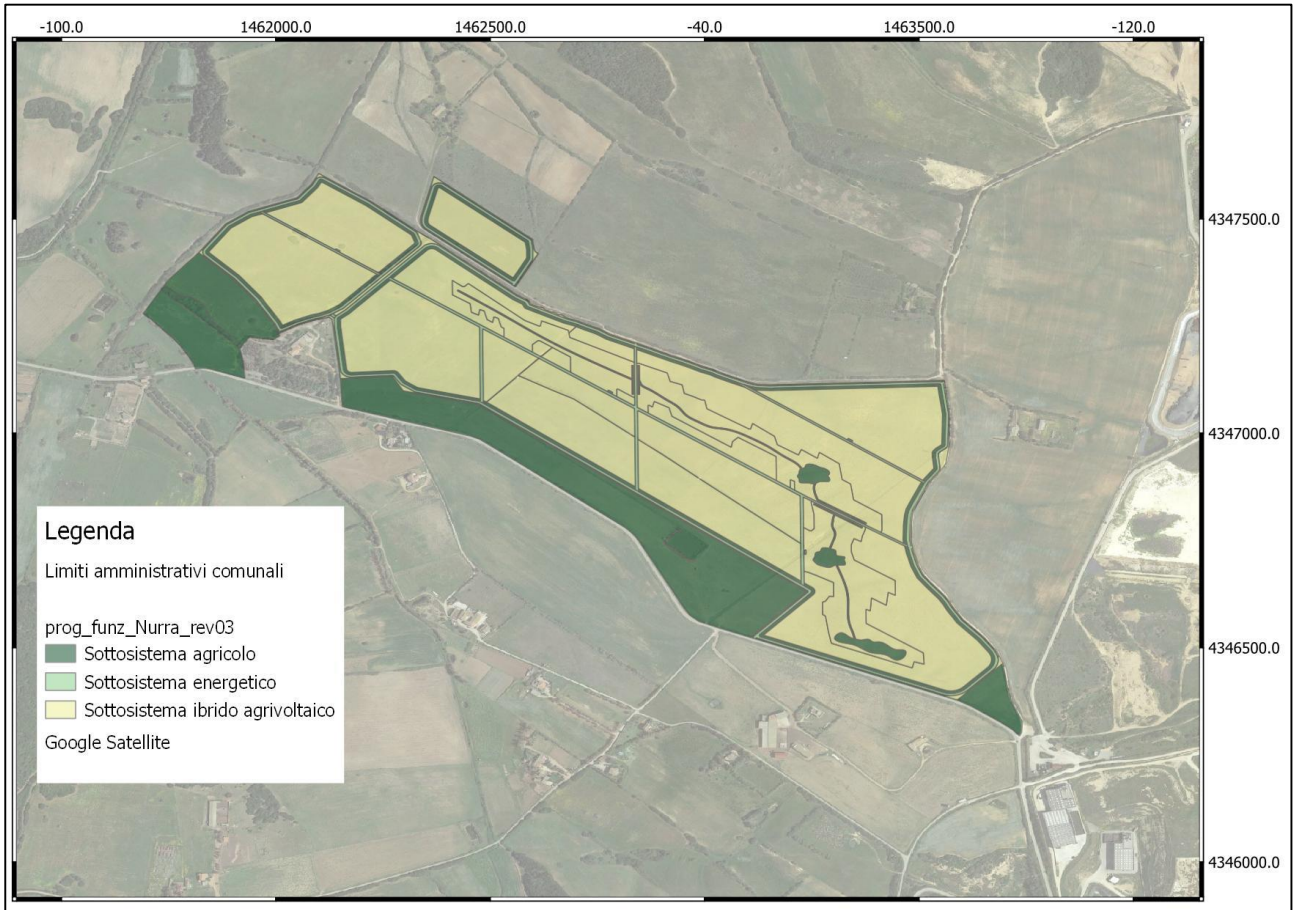 -100.0 1462000.0 1462500.0 -40.0 1463500.0 -120.0
4347500.0
4347000.0
4346500.0
4346000.0
Legenda
Limiti amministrativi comunali
prog_funz_Nurra_rev03
Sottosistema agricolo
Sottosistema energetico
Sottosistema ibrido agrivoltaico
Google Satellite